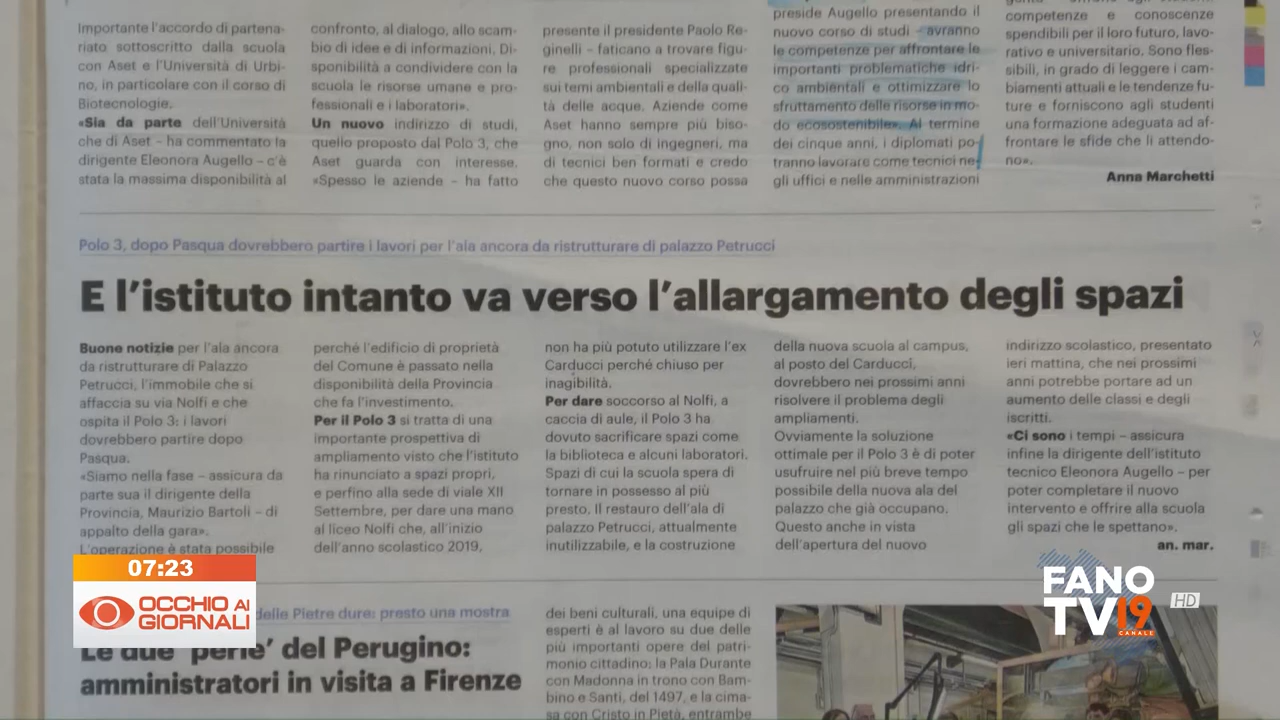 Importante l'accordo di partena-
riato sottoscritto dalla scuola
con Aset e l'Università di Urbi-
no, in particolare con il corso di
Biotecnologie.
«Sia da parte dell'Università
che di Aset – ha commentato la
dirigente Eleonora Augello – c'è
stata la massima disponibilità al
confronto, al dialogo, allo scam-
bio di idee e di informazioni. Di-
sponibilità a condividere con la
scuola le risorse umane e pro-
fessionali e i laboratori».
Un nuovo indirizzo di studi,
quello proposto dal Polo 3, che
Aset guarda con interesse.
«Spesso le aziende – ha fatto
presente il presidente Paolo Re-
ginelli – faticano a trovare figu-
re professionali specializzate
sui temi ambientali e della quali-
tà delle acque. Aziende come
Aset hanno sempre più biso-
gno, non solo di ingegneri, ma
di tecnici ben formati e credo
che questo nuovo corso possa
preside Augello presentando il
nuovo corso di studi – avranno
le competenze per affrontare le
importanti problematiche idri-
co ambientali e ottimizzare lo
sfruttamento delle risorse in mo-
do ecosostenibile». Al termine
dei cinque anni, i diplomati po-
tranno lavorare come tecnici ne-
gli uffici e nelle amministrazioni
competenze e conoscenze
spendibili per il loro futuro, lavo-
rativo e universitario. Sono fles-
sibili, in grado di leggere i cam-
biamenti attuali e le tendenze fu-
ture e forniscono agli studenti
una formazione adeguata ad af-
frontare le sfide che li attendo-
no».
Anna Marchetti
Polo 3, dopo Pasqua dovrebbero partire i lavori per l'ala ancora da ristrutturare di palazzo Petrucci
E l'istituto intanto va verso l'allargamento degli spazi
Buone notizie per l'ala ancora
da ristrutturare di Palazzo
Petrucci, l'immobile che si
affaccia su via Nolfi e che
ospita il Polo 3: i lavori
dovrebbero partire dopo
Pasqua.
«Siamo nella fase – assicura da
parte sua il dirigente della
Provincia, Maurizio Bartoli – di
appalto della gara».
L'operazione è stata possibile
perché l'edificio di proprietà
del Comune è passato nella
disponibilità della Provincia
che fa l'investimento.
Per il Polo 3 si tratta di una
importante prospettiva di
ampliamento visto che l'istituto
ha rinunciato a spazi propri,
e perfino alla sede di viale XII
Settembre, per dare una mano
al liceo Nolfi che, all'inizio
dell'anno scolastico 2019,
non ha più potuto utilizzare l'ex
Carducci perché chiuso per
inagibilità.
Per dare soccorso al Nolfi, a
caccia di aule, il Polo 3 ha
dovuto sacrificare spazi come
la biblioteca e alcuni laboratori.
Spazi di cui la scuola spera di
tornare in possesso al più
presto. Il restauro dell'ala di
palazzo Petrucci, attualmente
inutilizzabile, e la costruzione
della nuova scuola al campus,
al posto del Carducci,
dovrebbero nei prossimi anni
risolvere il problema degli
ampliamenti.
Ovviamente la soluzione
ottimale per il Polo 3 è di poter
usufruire nel più breve tempo
possibile della nuova ala del
palazzo che già occupano.
Questo anche in vista
dell'apertura del nuovo
indirizzo scolastico, presentato
ieri mattina, che nei prossimi
anni potrebbe portare ad un
aumento delle classi e degli
iscritti.
«Ci sono i tempi – assicura
infine la dirigente dell'istituto
tecnico Eleonora Augello – per
poter completare il nuovo
intervento e offrire alla scuola
gli spazi che le spettano».
an. mar.
07:23
OCCHIO AI
GIORNALI
FANO
TV19
CANALE
HD
delle Pietre dure: presto una mostra
Le due 'perle' del Perugino:
amministratori in visita a Firenze
dei beni culturali, una equipe di
esperti è al lavoro su due delle
più importanti opere del patri-
monio cittadino: la Pala Durante
con Madonna in trono con Bam-
bino e Santi, del 1497, e la cima-
sa con Cristo in Pietà, entrambe